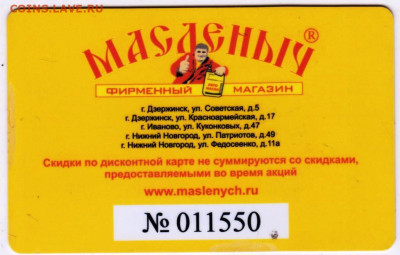 COINS.LAVE.RU
МАСЛЕНЫЧ®
ФИРМЕННЫЙ МАГАЗИН
г. Дзержинск, ул. Советская, д.5
г. Дзержинск, ул. Красноармейская, д.17
г. Иваново, ул. Куконковых, д.47
г. Нижний Новгород, ул. Патриотов, д.49
г. Нижний Новгород, ул. Федосеенко, д.11а
Скидки по дисконтной карте не суммируются со скидками,
предоставляемыми во время акций
www.maslenych.ru
№ 011550